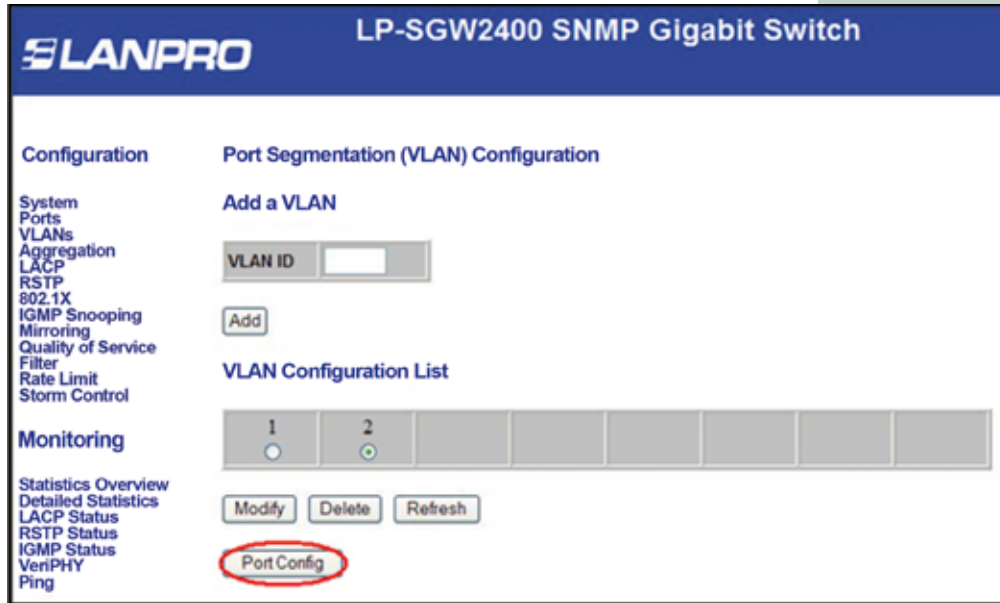 LANPRO
LP-SGW2400 SNMP Gigabit Switch
Configuration
System
Ports
VLANs
Aggregation
LACP
RSTP
802.1X
IGMP Snooping
Mirroring
Quality of Service
Filter
Rate Limit
Storm Control
Monitoring
Statistics Overview
Detailed Statistics
LACP Status
RSTP Status
IGMP Status
VeriPHY
Ping
Port Segmentation (VLAN) Configuration
Add a VLAN
VLAN ID
Add
VLAN Configuration List
1 2
Modify Delete Refresh
Port Config